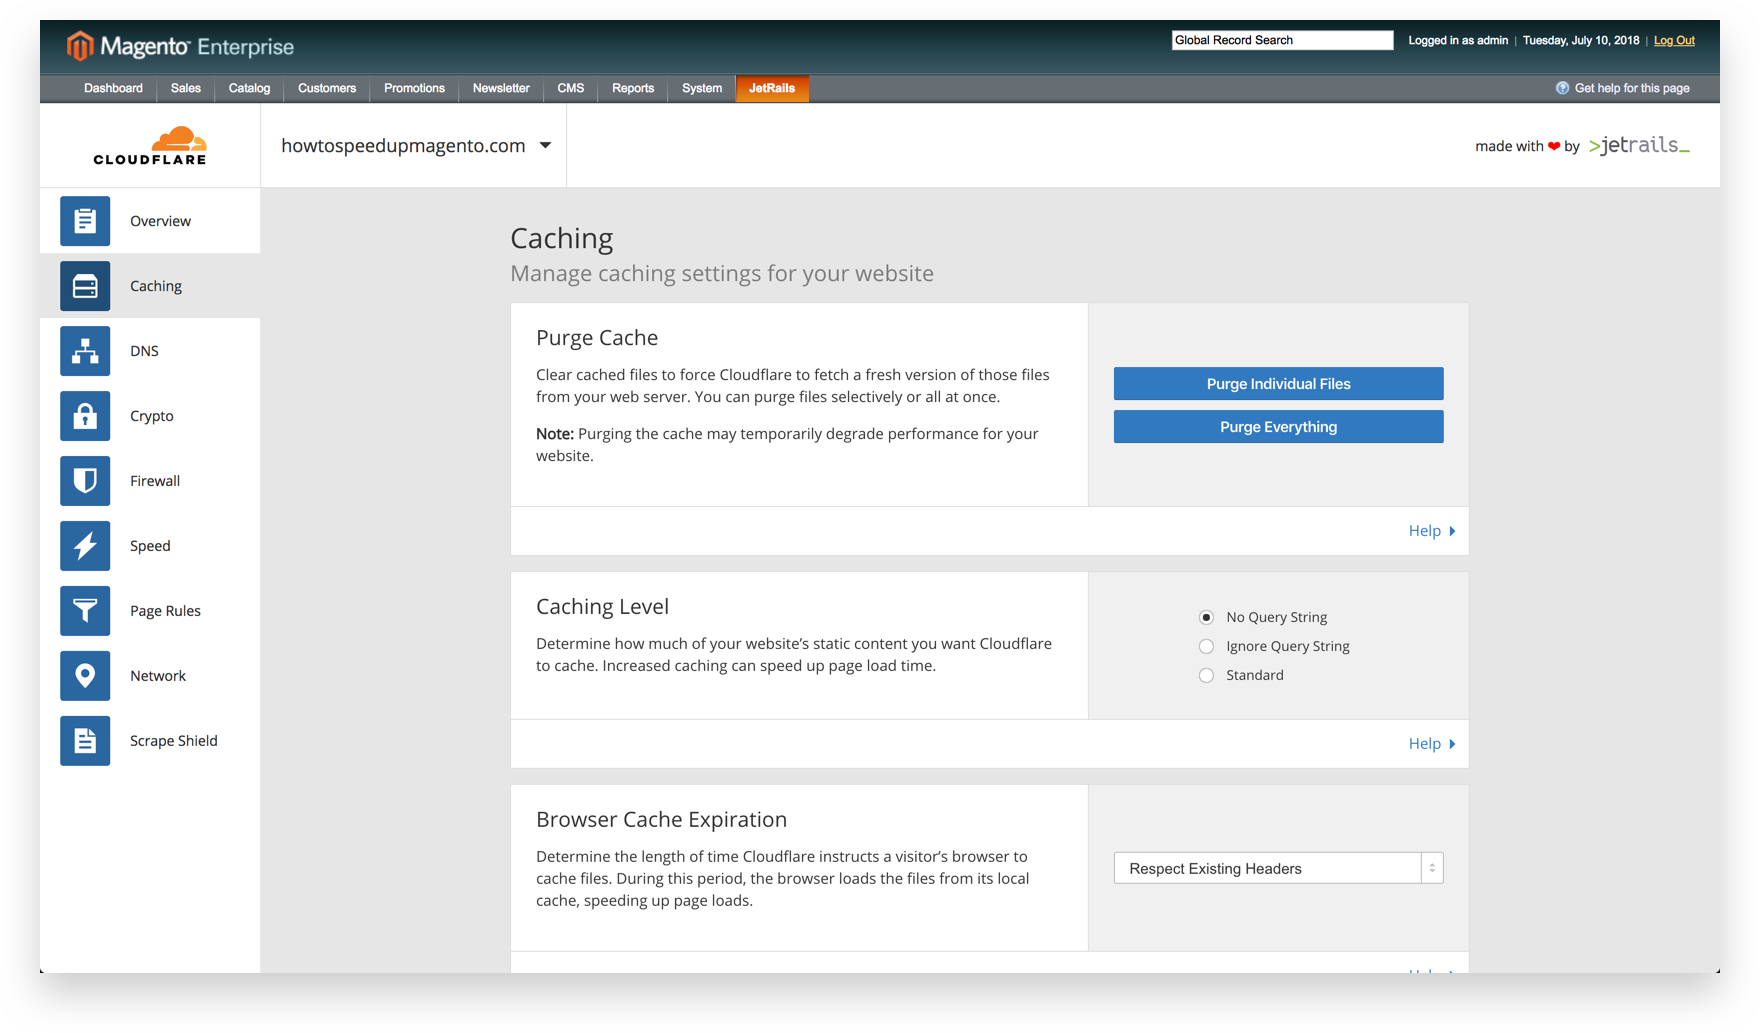 Magento Enterprise
Global Record Search
Logged in as admin | Tuesday, July 10, 2018 | Log Out
Dashboard Sales Catalog Customers Promotions Newsletter CMS Reports System JetRails
Get help for this page
CLOUDFLARE
howtospeedupmagento.com
made with ❤ by >jetrails_
Overview
Caching
DNS
Crypto
Firewall
Speed
Page Rules
Network
Scrape Shield
Caching
Manage caching settings for your website
Purge Cache
Clear cached files to force Cloudflare to fetch a fresh version of those files
from your web server. You can purge files selectively or all at once.
Note: Purging the cache may temporarily degrade performance for your
website.
Purge Individual Files
Purge Everything
Help
Caching Level
Determine how much of your website’s static content you want Cloudflare
to cache. Increased caching can speed up page load time.
No Query String
Ignore Query String
Standard
Help
Browser Cache Expiration
Determine the length of time Cloudflare instructs a visitor’s browser to
cache files. During this period, the browser loads the files from its local
cache, speeding up page loads.
Respect Existing Headers